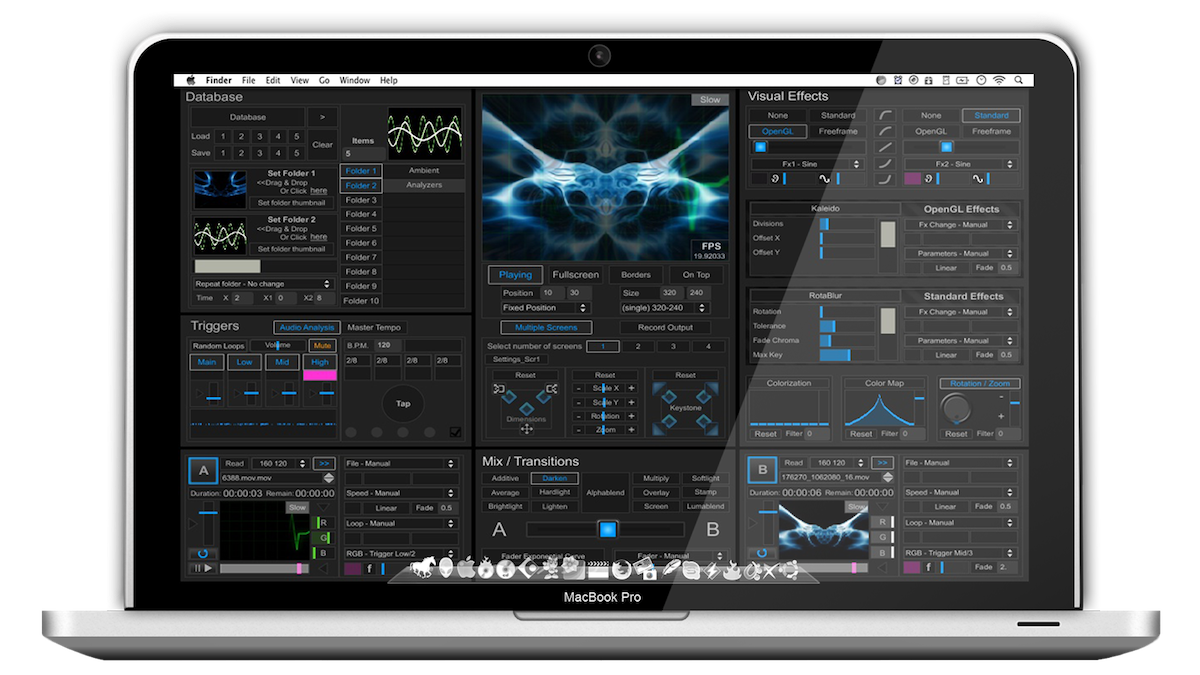 Finder File Edit View Go Window Help
Database
Database >
Load 1 2 3 4 5
Save 1 2 3 4 5
Clear
Items
5
Set Folder 1
<<Drag & Drop
Or Click here
Set folder thumbnail
Set Folder 2
<<Drag & Drop
Or Click here
Set folder thumbnail
Repeat folder - No change
Time X 2 X1 0 X2 8
Folder 1 Ambient
Folder 2 Analyzers
Folder 3
Folder 4
Folder 5
Folder 6
Folder 7
Folder 8
Folder 9
Folder 10
Triggers Audio Analysis Master Tempo
Random Loops Volume Mute B.P.M. 120
Main Low Mid High 2/8 2/8 2/8 2/8
Tap
Slow
FPS
19.92033
Playing Fullscreen Borders On Top
Position 10 30 Size 320 240
Fixed Position (single) 320-240
Multiple Screens Record Output
Select number of screens 1 2 3 4
Settings_Scr1
Reset Reset Reset
- Scale X +
- Scale Y +
- Rotation +
- Zoom +
Dimensions
Keystone
Visual Effects
None Standard None Standard
OpenGL Freeframe OpenGL Freeframe
Fx1 - Sine Fx2 - Sine
Kaleido OpenGL Effects
Divisions Fx Change - Manual
Offset X
Offset Y Parameters - Manual
Linear Fade 0.5
RotaBlur Standard Effects
Rotation Fx Change - Manual
Tolerance
Fade Chroma Parameters - Manual
Max Key Linear Fade 0.5
Colorization Color Map Rotation / Zoom
- 
+
Reset Filter 0 Reset Filter 0 Reset Filter 0
A Read 160 120 >> File - Manual
6388.mov.mov
Duration: 00:00:03 Remain: 00:00:00 Speed - Manual
Slow Linear Fade 0.5
R Loop - Manual
G
B RGB - Trigger Low/2
f
Mix / Transitions
Additive Darken Multiply Softlight
Average Hardlight Alphablend Overlay Stamp
Brightlight Lighten Screen Lumablend
A B
Fader Exponential Curve Fader - Manual
B Read 160 120 >> File - Manual
176270_1062080_16.mov
Duration: 00:00:06 Remain: 00:00:00 Speed - Manual
Slow Linear Fade 0.5
R Loop - Manual
G
B RGB - Trigger Mid/3
f Fade 2.
MacBook Pro